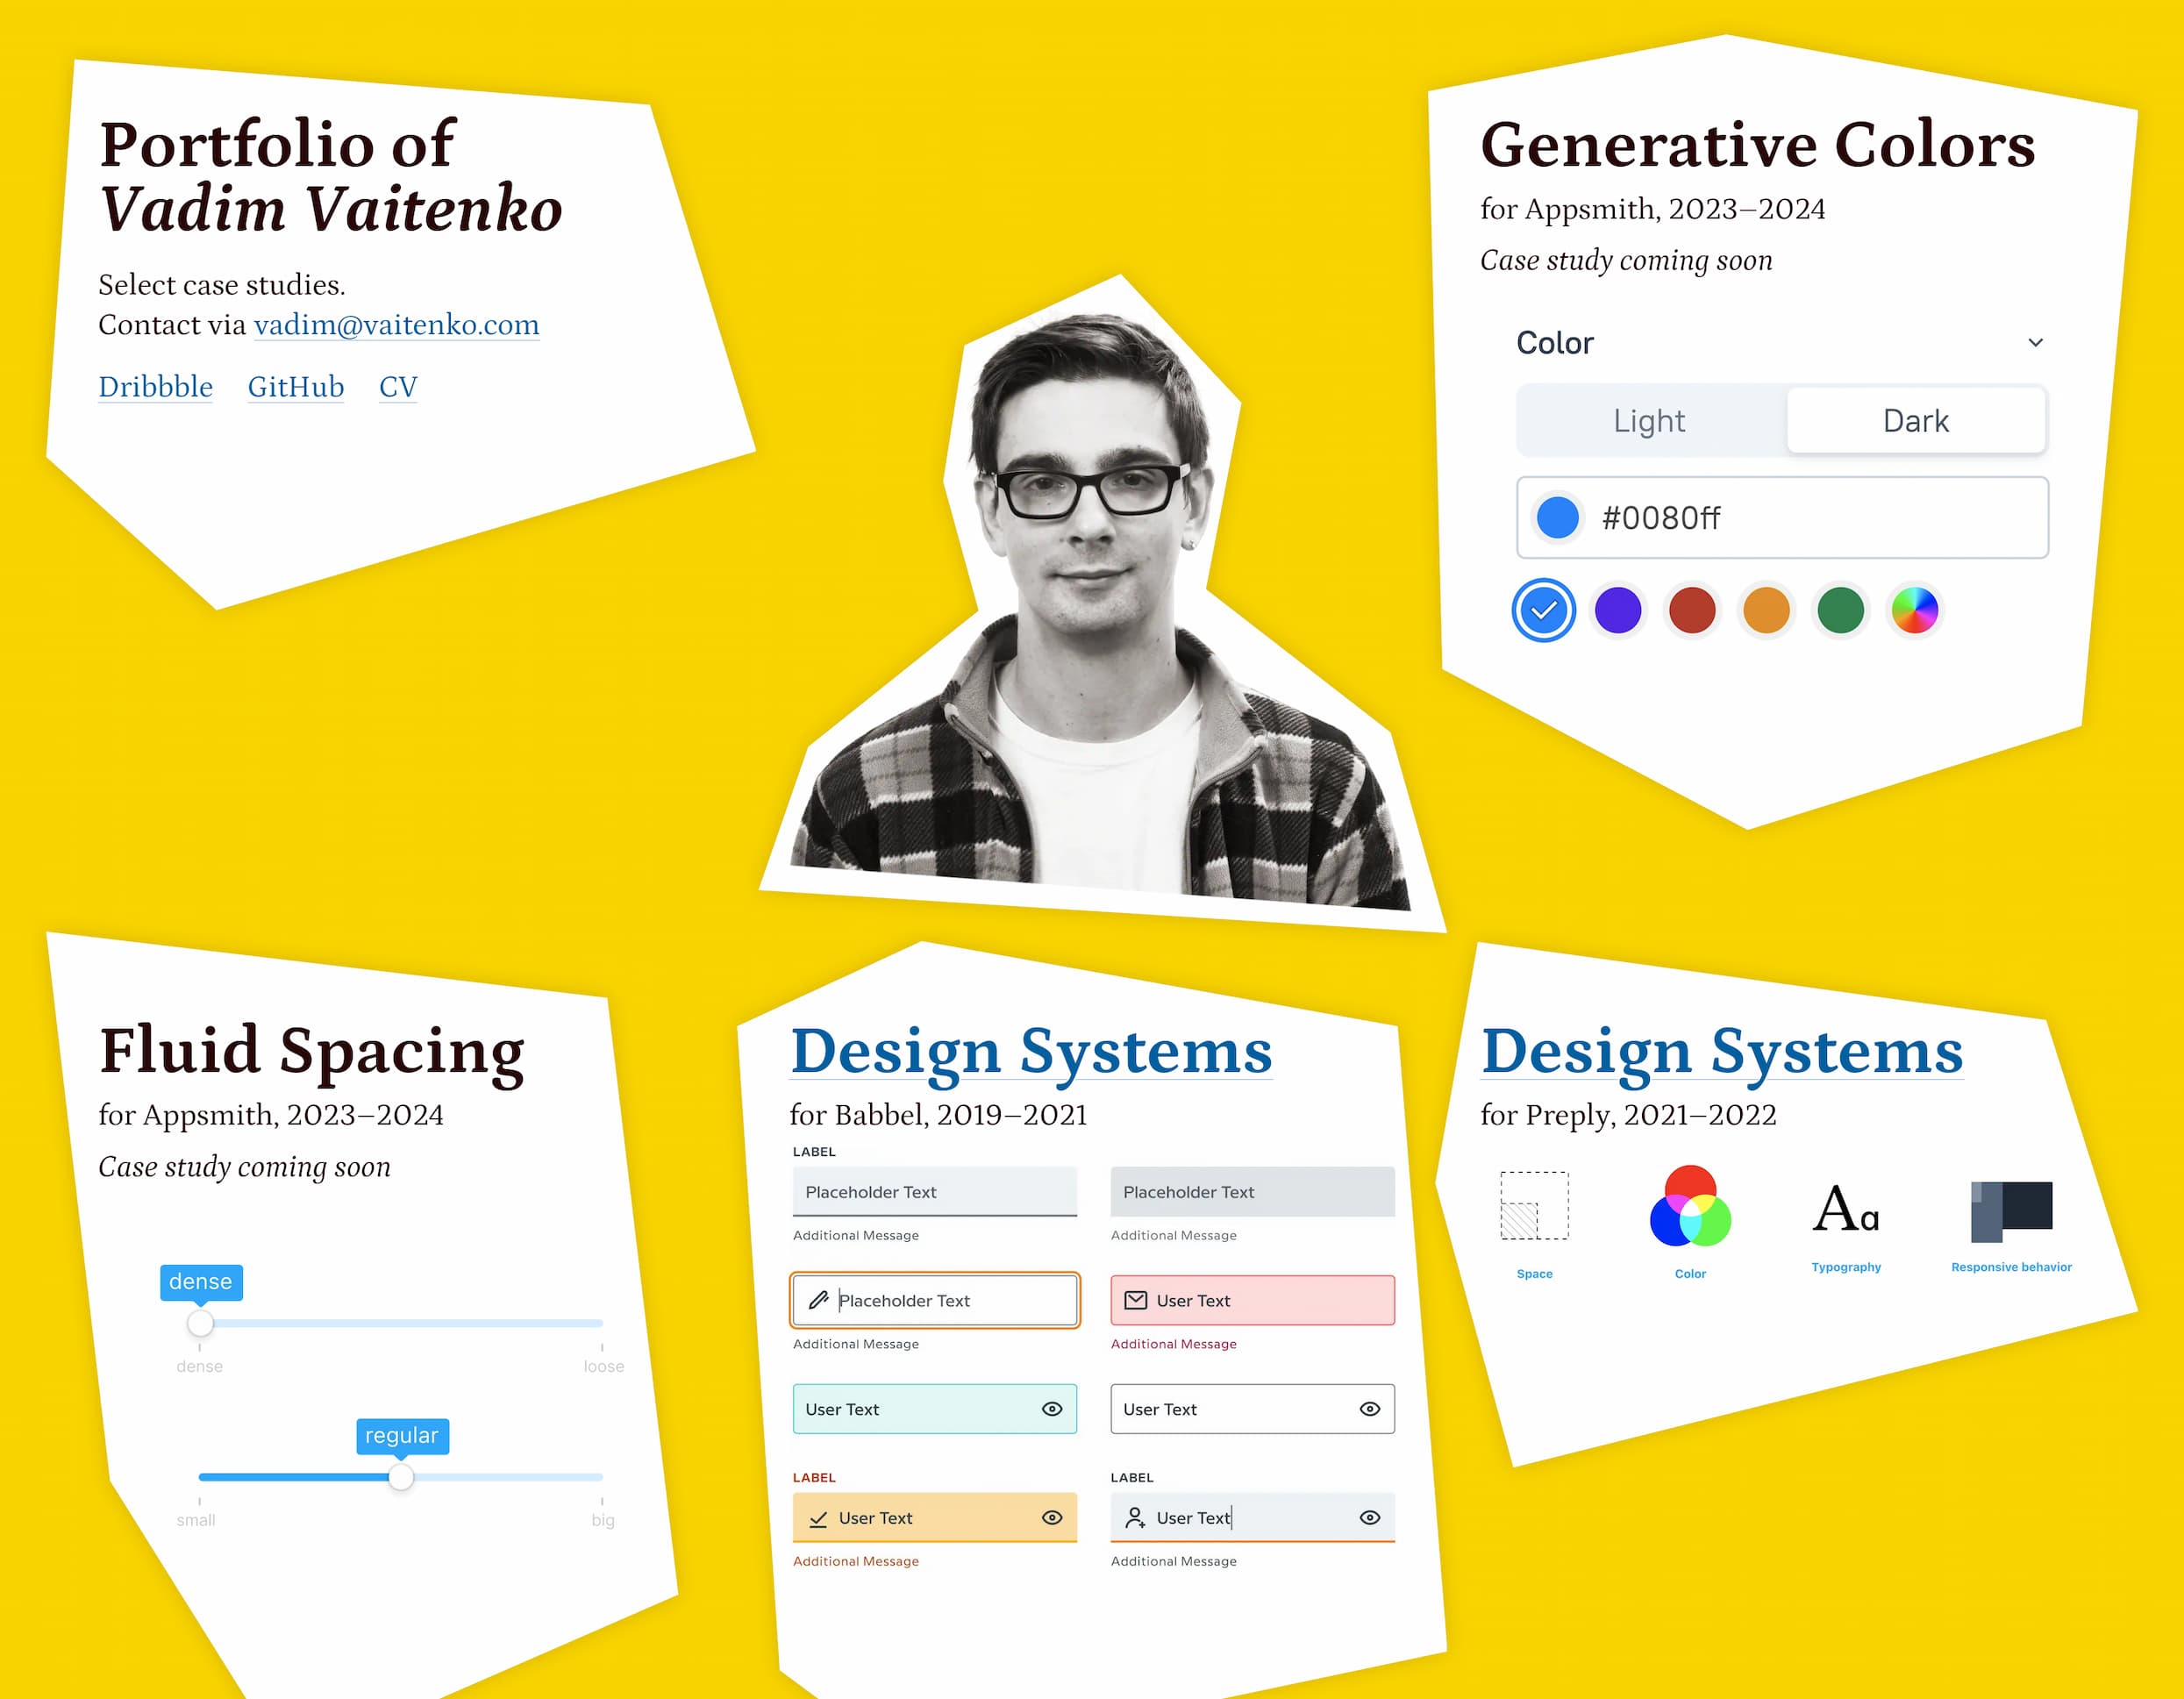 Portfolio of
Vadim Vaitenko
Select case studies.
Contact via vadim@vaitenko.com
Dribbble GitHub CV
Generative Colors
for Appsmith, 2023–2024
Case study coming soon
Color
Light Dark
#0080ff
Fluid Spacing
for Appsmith, 2023–2024
Case study coming soon
dense
dense loose
regular
small big
Design Systems
for Babbel, 2019–2021
LABEL
Placeholder Text Placeholder Text
Additional Message Additional Message
Placeholder Text User Text
Additional Message Additional Message
User Text User Text
LABEL LABEL
User Text User Text
Additional Message Additional Message
Design Systems
for Preply, 2021–2022
Aa
Space Color Typography Responsive behavior